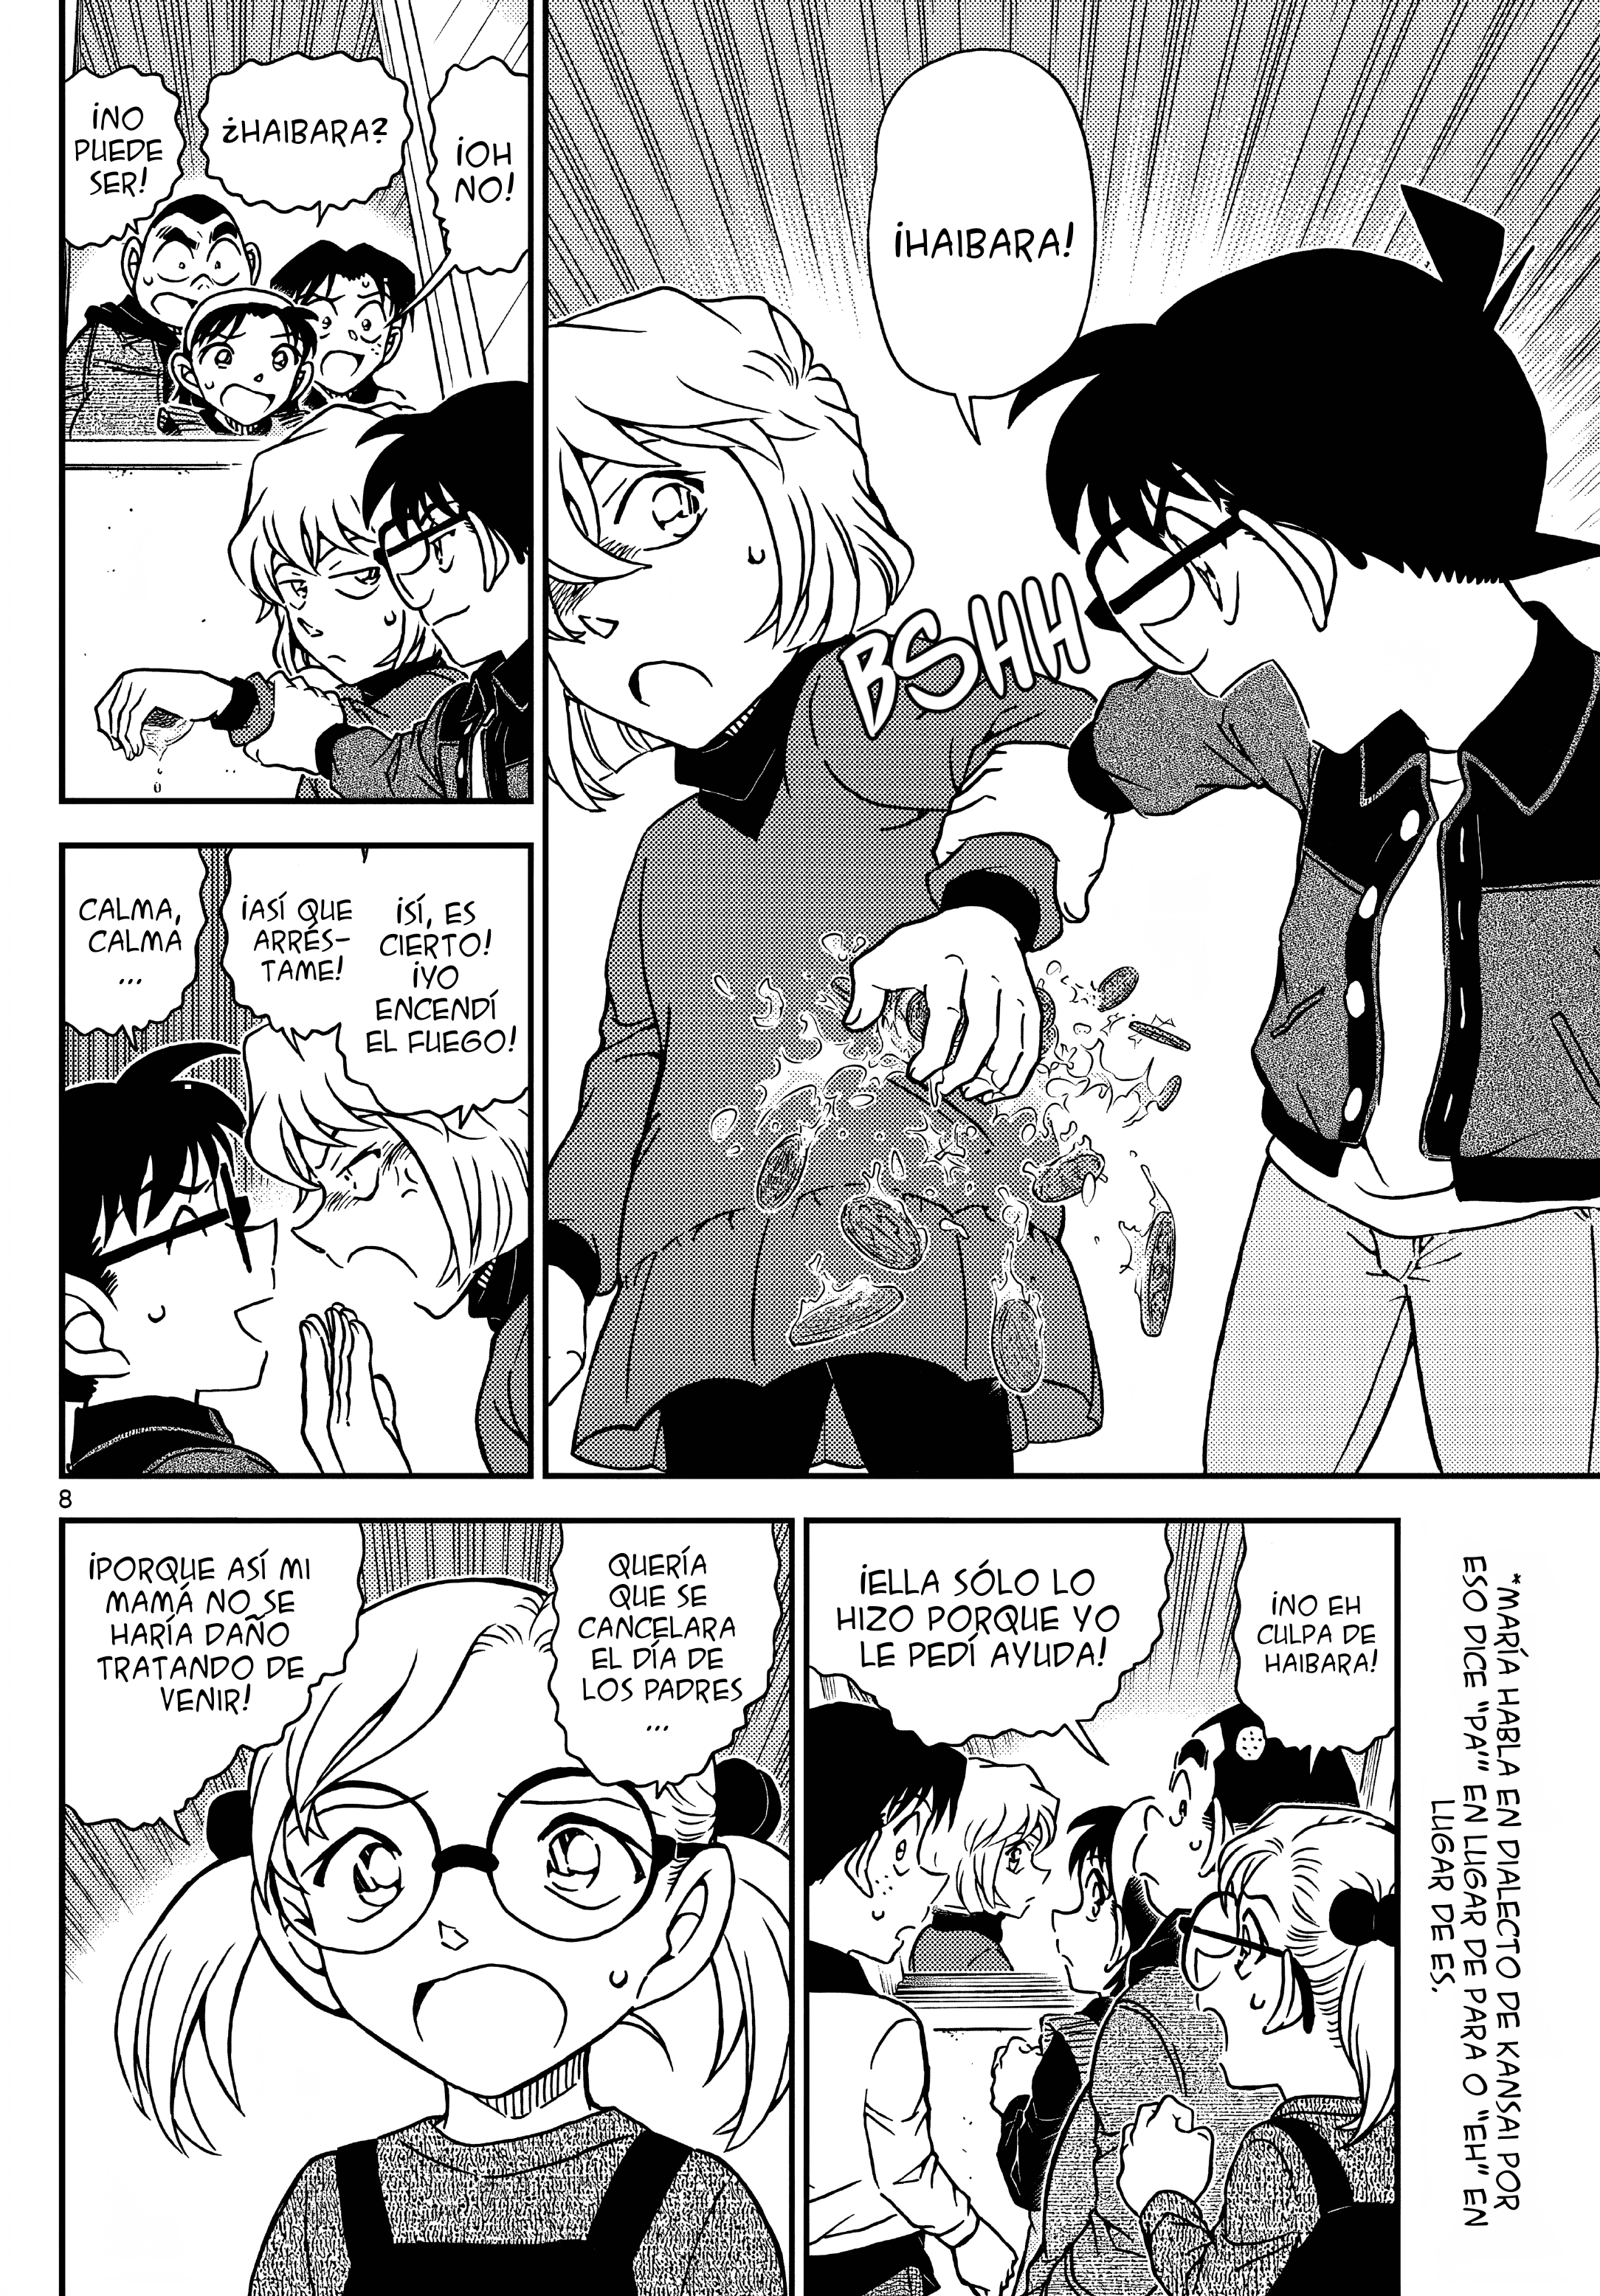 ¡HAIBARA!
BSHHH
¡OH
NO!
¿HAIBARA?
¡NO
PUEDE
SER!
¡SÍ, ES
CIERTO!
¡YO
ENCENDÍ
EL FUEGO!
¡ASÍ QUE
ARRÉS-
TAME!
CALMA,
CALMA
...
8
*MARÍA HABLA EN DIALECTO DE KANSAI POR
ESO DICE "PA'" EN LUGAR DE PARA O "EH" EN
LUGAR DE ES.
¡NO EH
CULPA DE
HAIBARA!
¡ELLA SÓLO LO
HIZO PORQUE YO
LE PEDÍ AYUDA!
QUERÍA
QUE SE
CANCELARA
EL DÍA DE
LOS PADRES
...
¡PORQUE ASÍ MI
MAMÁ NO SE
HARÍA DAÑO
TRATANDO DE
VENIR!